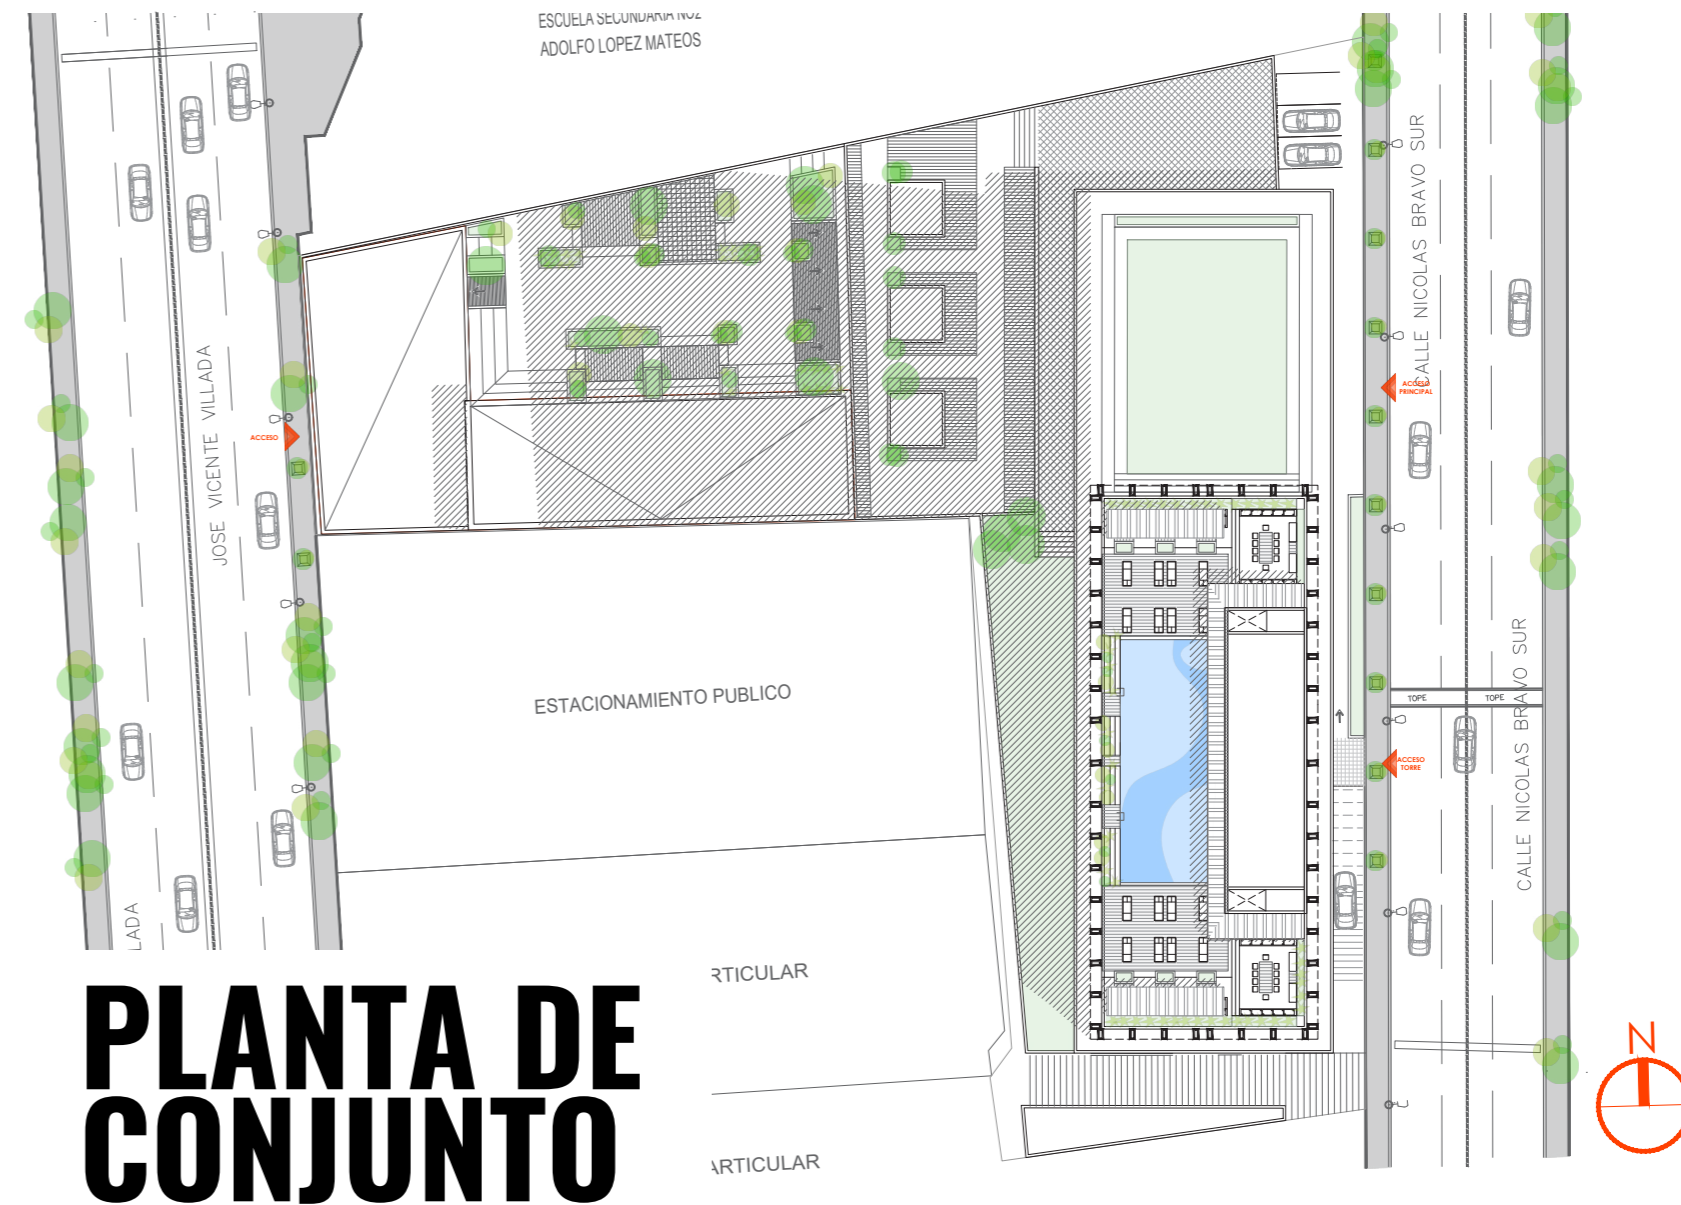 ESCUELA SECUNDARIA NO2
ADOLFO LOPEZ MATEOS
CALLE NICOLAS BRAVO SUR
JOSE VICENTE VILLADA
ACCESO
PRINCIPAL
ACCESO
ESTACIONAMIENTO PUBLICO
CALLE NICOLAS BRAVO SUR
TOPE
TOPE
ACCESO
TORRE
LADA
RTICULAR
PLANTA DE
CONJUNTO
ARTICULAR
N